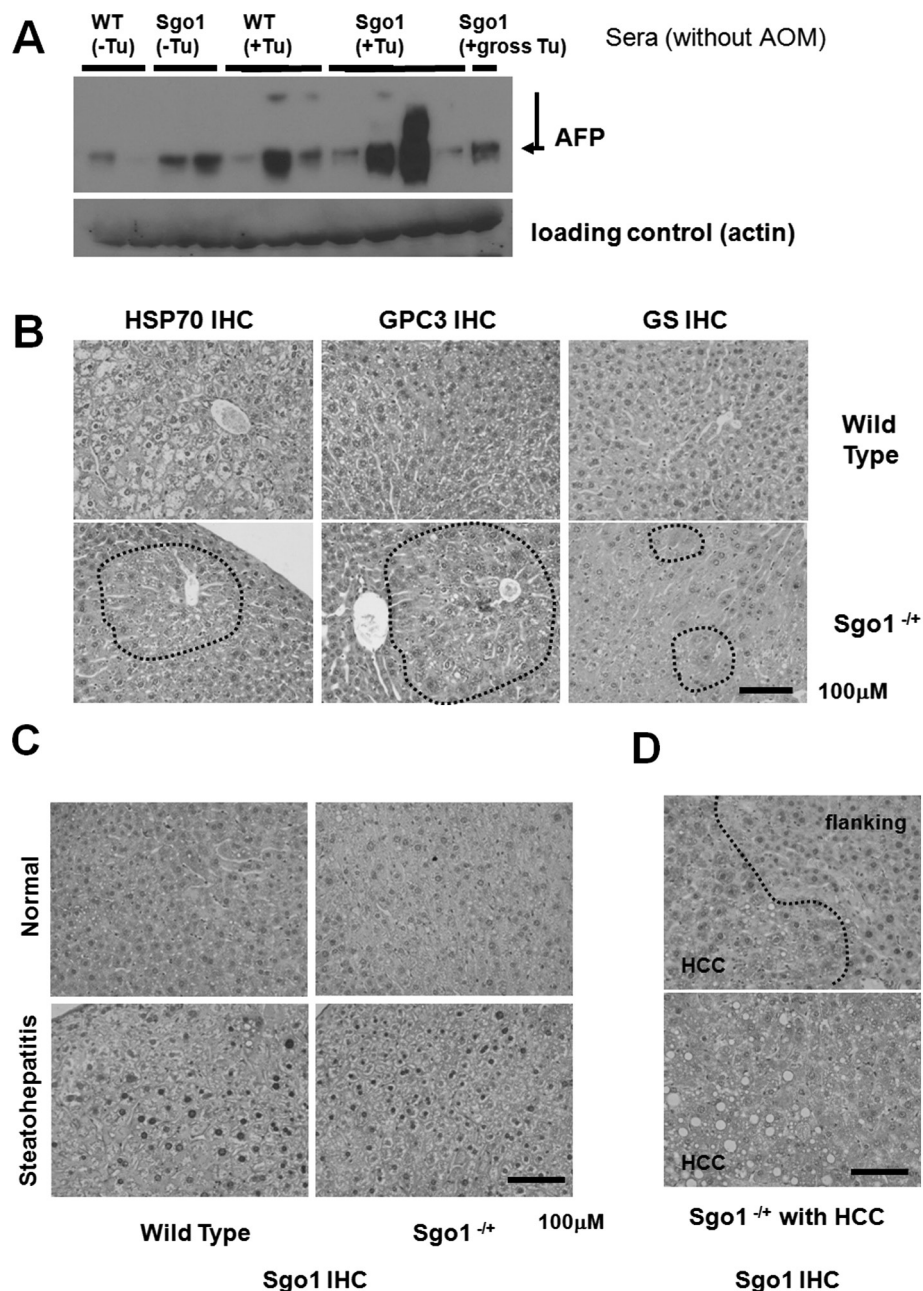 A
WT Sgo1 WT Sgo1 Sgo1
(-Tu) (-Tu) (+Tu) (+Tu) (+gross Tu) Sera (without AOM)
AFP
loading control (actin)
B
HSP70 IHC GPC3 IHC GS IHC
Wild
Type
Sgo1 -/+
100μM
C
D
Normal
flanking
HCC
Steatohepatitis
HCC
Wild Type Sgo1 -/+ 100μM
Sgo1 -/+ with HCC
Sgo1 IHC Sgo1 IHC